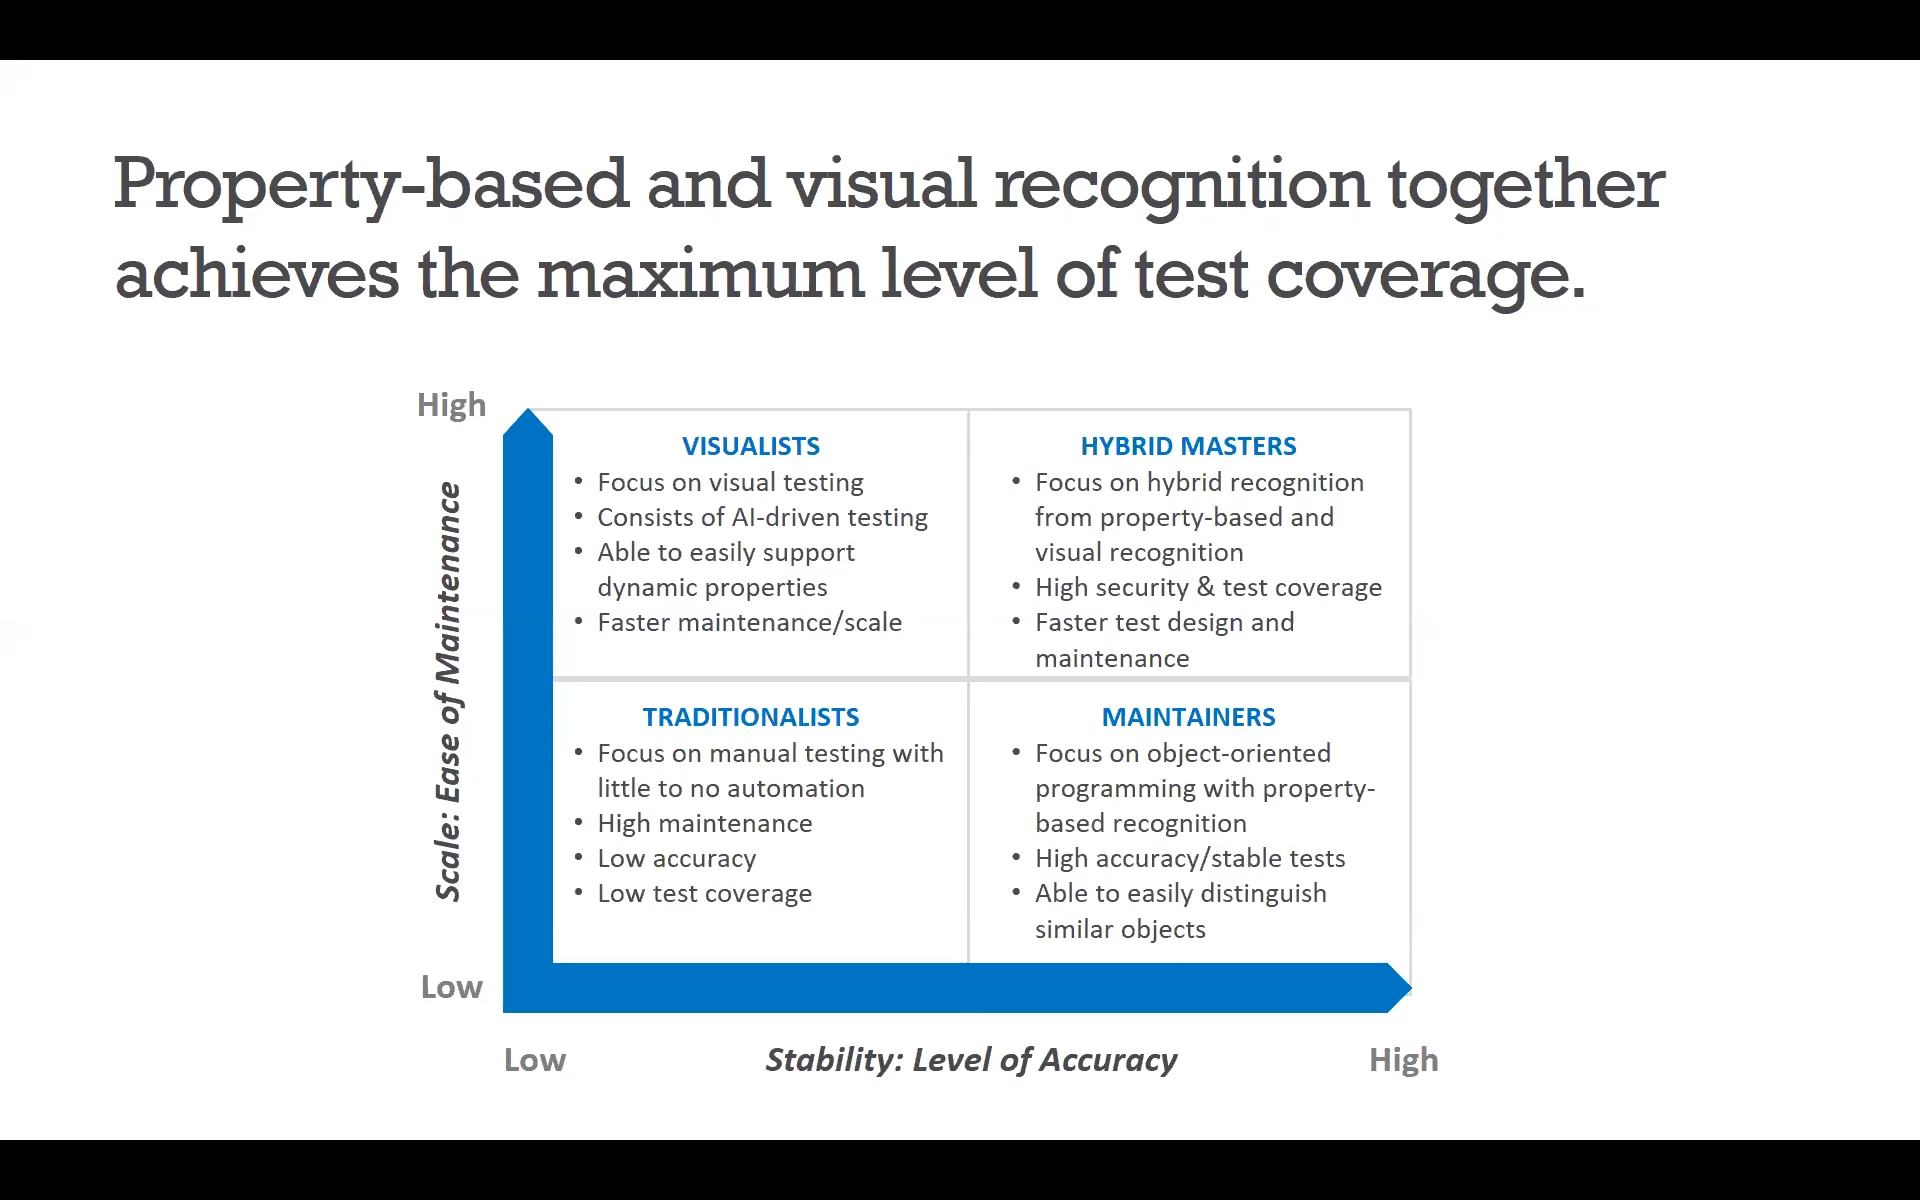 Property-based and visual recognition together
achieves the maximum level of test coverage.
High
Scale: Ease of Maintenance
Low
VISUALISTS
• Focus on visual testing
• Consists of AI-driven testing
• Able to easily support
dynamic properties
• Faster maintenance/scale
HYBRID MASTERS
• Focus on hybrid recognition
from property-based and
visual recognition
• High security & test coverage
• Faster test design and
maintenance
TRADITIONALISTS
• Focus on manual testing with
little to no automation
• High maintenance
• Low accuracy
• Low test coverage
MAINTAINERS
• Focus on object-oriented
programming with property-
based recognition
• High accuracy/stable tests
• Able to easily distinguish
similar objects
Low
Stability: Level of Accuracy
High